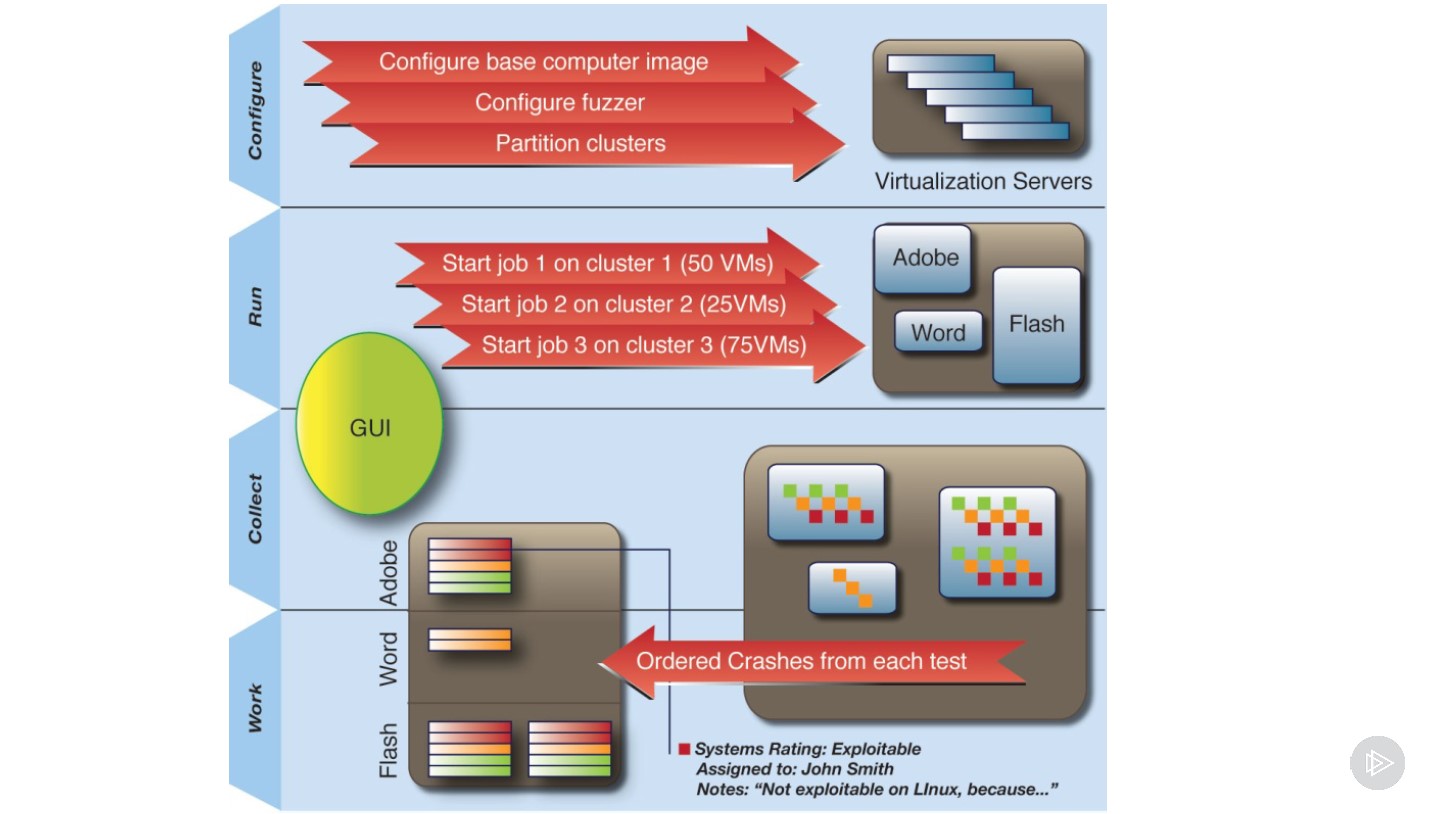 Configure
Configure base computer image
Configure fuzzer
Partition clusters
Virtualization Servers
Run
Start job 1 on cluster 1 (50 VMs)
Start job 2 on cluster 2 (25VMs)
Start job 3 on cluster 3 (75VMs)
Adobe
Word
Flash
GUI
Collect
Adobe
Work
Word
Flash
Ordered Crashes from each test
Systems Rating: Exploitable
Assigned to: John Smith
Notes: “Not exploitable on LInux, because...”